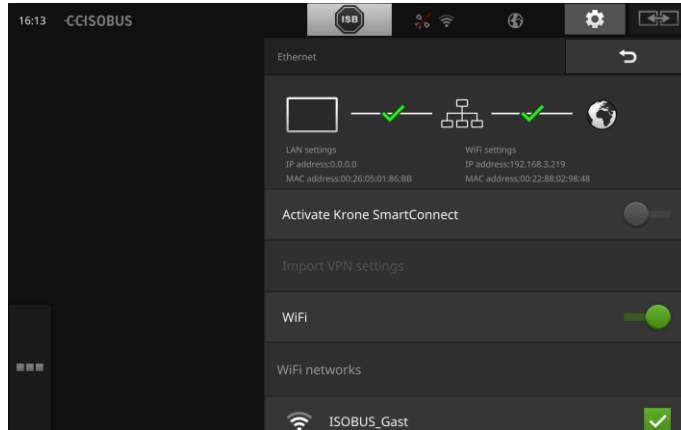 16:13 CCISOBUS
ISB
Ethernet
LAN settings
IP address:0.0.0.0
MAC address:00:26:05:01:86:BB
WiFi settings
IP address:192.168.3.219
MAC address:00:22:88:02:98:48
Activate Krone SmartConnect
Import VPN settings
WiFi
WiFi networks
ISOBUS_Gast